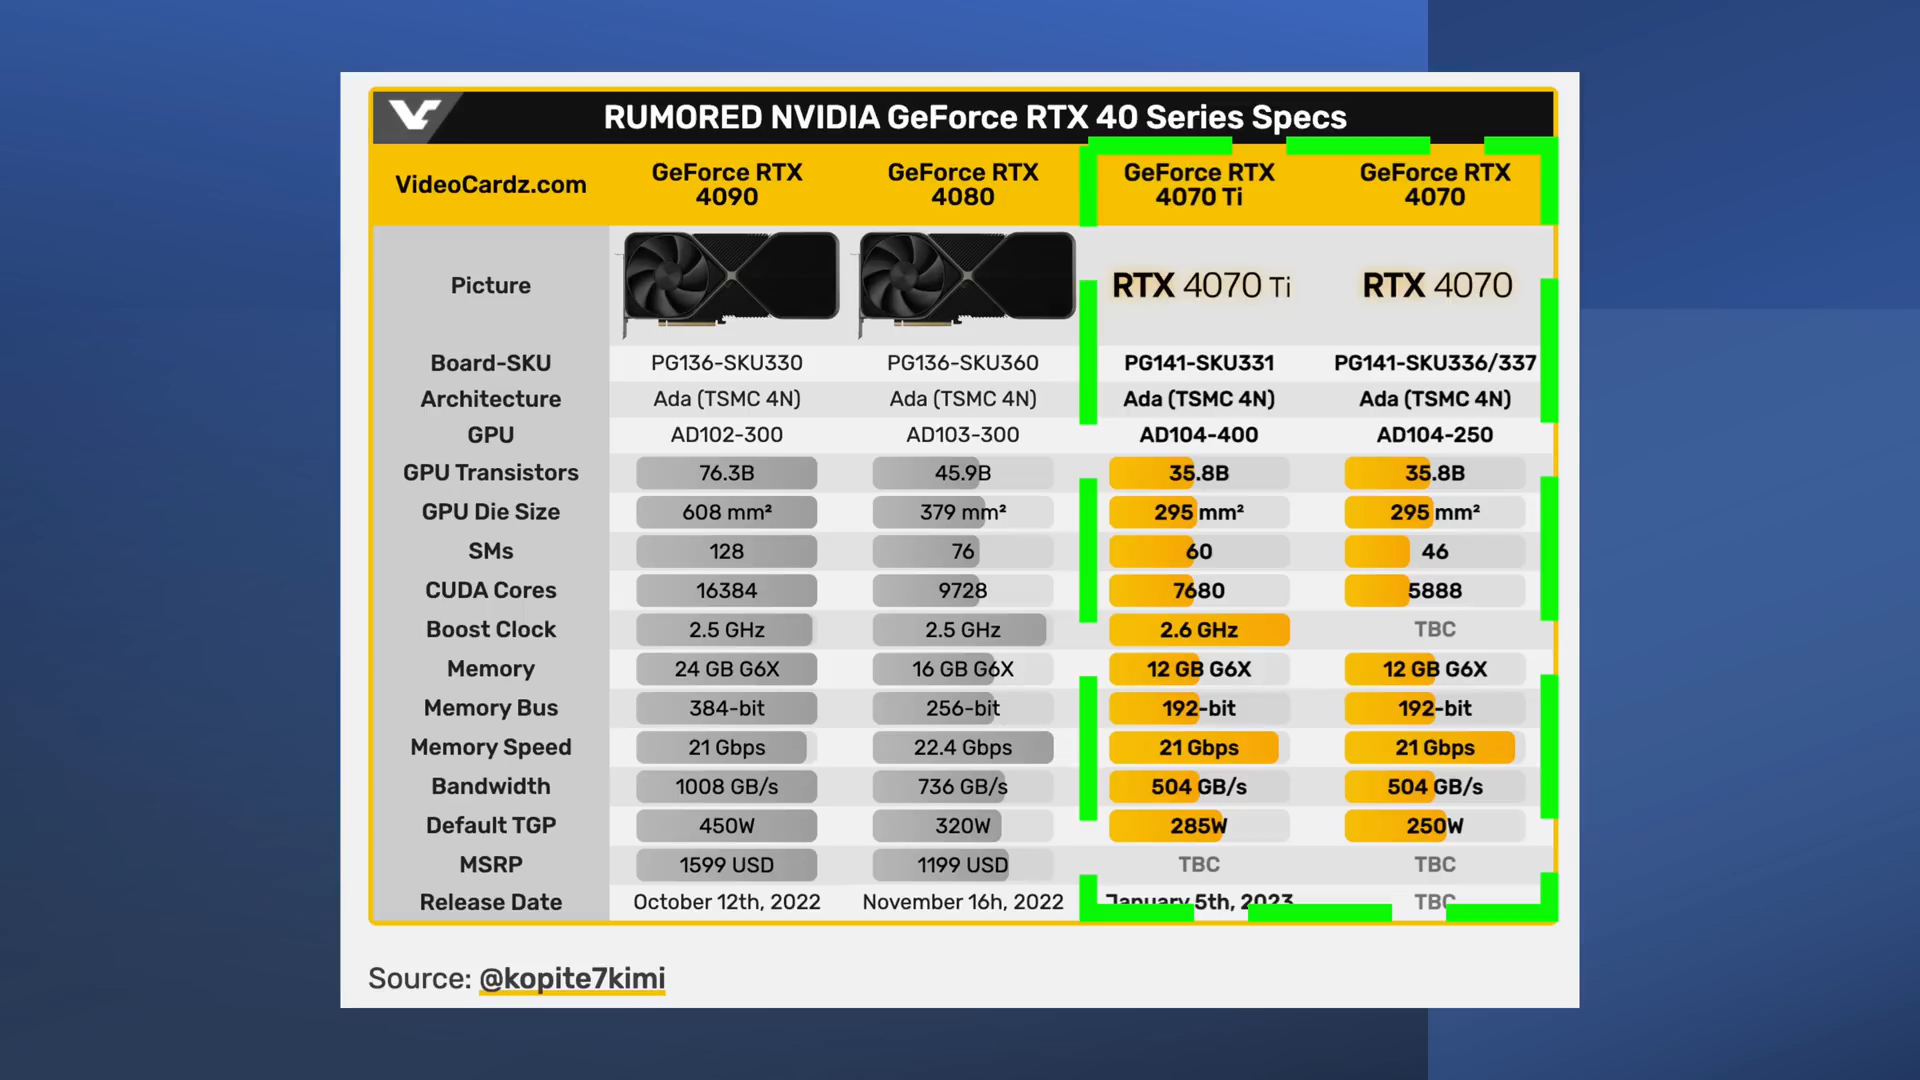 RUMORED NVIDIA GeForce RTX 40 Series Specs
VideoCardz.com
GeForce RTX
4090
GeForce RTX
4080
GeForce RTX
4070 Ti
GeForce RTX
4070
Picture
RTX 4070 Ti
RTX 4070
Board-SKU PG136-SKU330 PG136-SKU360 PG141-SKU331 PG141-SKU336/337
Architecture Ada (TSMC 4N) Ada (TSMC 4N) Ada (TSMC 4N) Ada (TSMC 4N)
GPU AD102-300 AD103-300 AD104-400 AD104-250
GPU Transistors 76.3B 45.9B 35.8B 35.8B
GPU Die Size 608 mm² 379 mm² 295 mm² 295 mm²
SMs 128 76 60 46
CUDA Cores 16384 9728 7680 5888
Boost Clock 2.5 GHz 2.5 GHz 2.6 GHz TBC
Memory 24 GB G6X 16 GB G6X 12 GB G6X 12 GB G6X
Memory Bus 384-bit 256-bit 192-bit 192-bit
Memory Speed 21 Gbps 22.4 Gbps 21 Gbps 21 Gbps
Bandwidth 1008 GB/s 736 GB/s 504 GB/s 504 GB/s
Default TGP 450W 320W 285W 250W
MSRP 1599 USD 1199 USD TBC TBC
Release Date October 12th, 2022 November 16h, 2022 January 5th, 2023 TBC
Source: @kopite7kimi